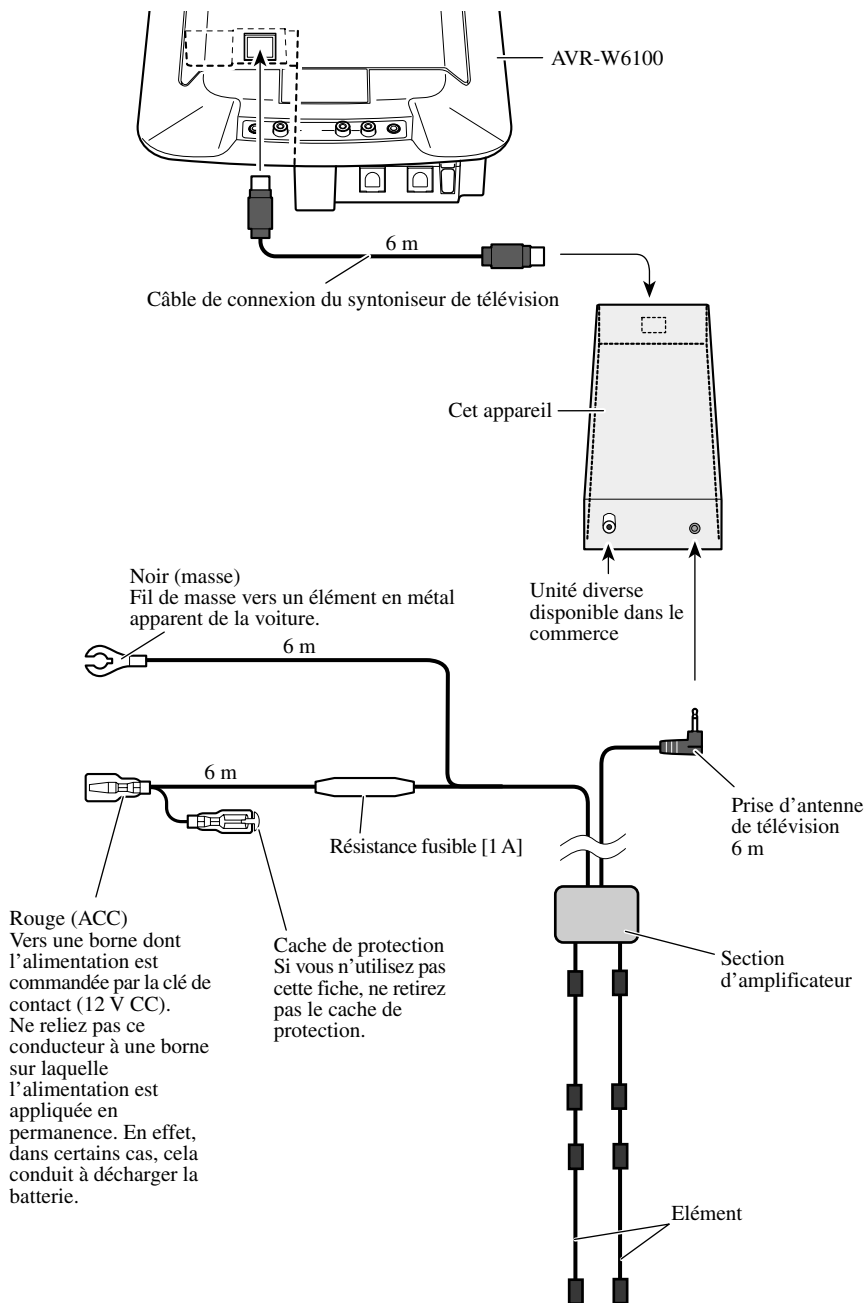 AVR-W6100
6 m
Câble de connexion du syntoniseur de télévision
Cet appareil
Noir (masse)
Fil de masse vers un élément en métal
apparent de la voiture.
6 m
Unité diverse
disponible dans le
commerce
6 m
Résistance fusible [1 A]
Prise d’antenne
de télévision
6 m
Rouge (ACC)
Vers une borne dont
l’alimentation est
commandée par la clé de
contact (12 V CC).
Ne reliez pas ce
conducteur à une borne
sur laquelle
l’alimentation est
appliquée en
permanence. En effet,
dans certains cas, cela
conduit à décharger la
batterie.
Cache de protection
Si vous n’utilisez pas
cette fiche, ne retirez
pas le cache de
protection.
Section
d’amplificateur
Elément